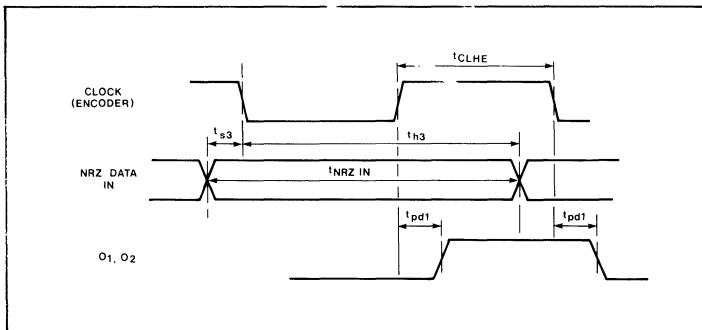 tCLHE
CLOCK
(ENCODER)
ts3
th3
NRZ DATA
IN
tNRZ IN
tpd1
tpd1
O1, O2